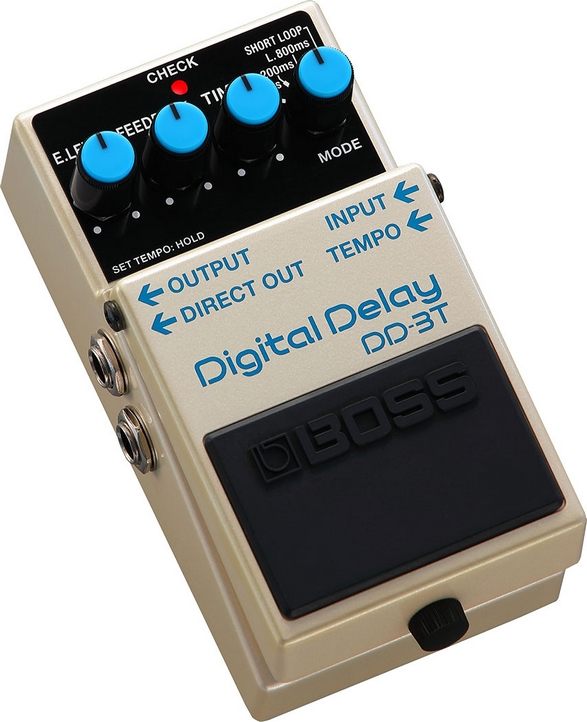 CHECK
SHORT LOOP
L.800ms
MODE
SET TEMPO: HOLD
INPUT
TEMPO
OUTPUT
DIRECT OUT
Digital Delay
DD-3T
BOSS